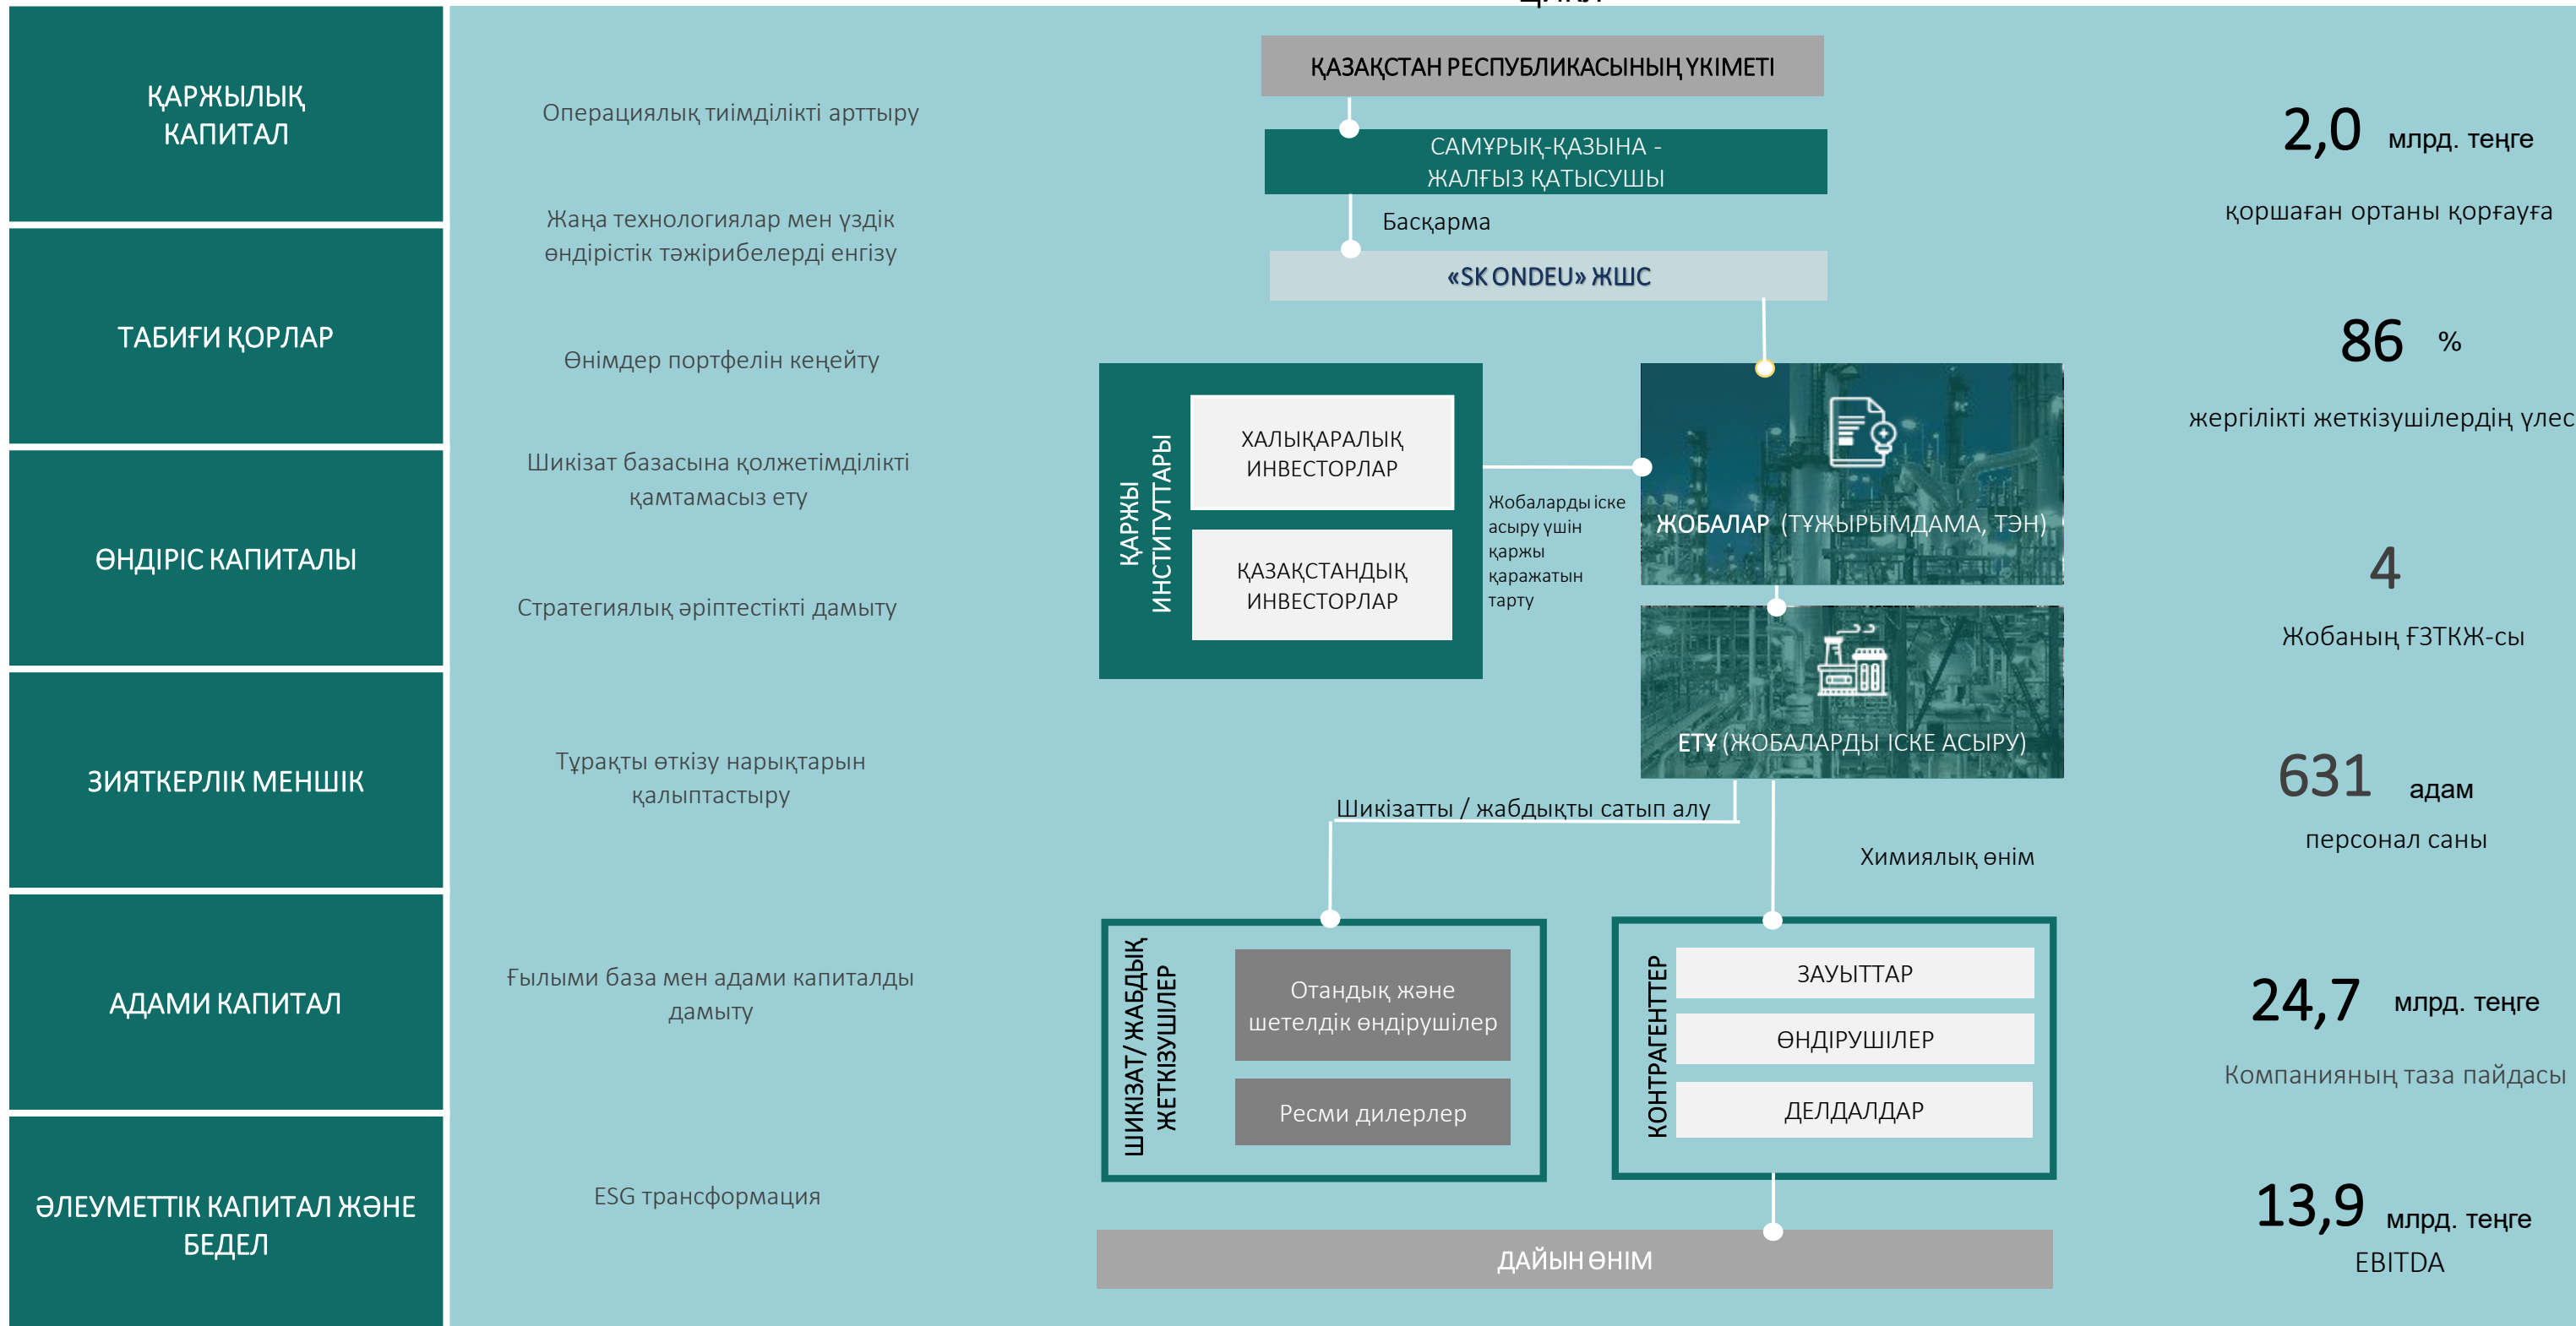 ЦИКЛ
ҚАРЖЫЛЫҚ
КАПИТАЛ
ТАБИҒИ ҚОРЛАР
ӨНДІРІС КАПИТАЛЫ
ЗИЯТКЕРЛІК МЕНШІК
АДАМИ КАПИТАЛ
ӘЛЕУМЕТТІК КАПИТАЛ ЖӘНЕ
БЕДЕЛ
Операциялық тиімділікті арттыру
Жаңа технологиялар мен үздік
өндірістік тәжірибелерді енгізу
Өнімдер портфелін кеңейту
Шикізат базасына қолжетімділікті
қамтамасыз ету
Стратегиялық әріптестікті дамыту
Тұрақты өткізу нарықтарын
қалыптастыру
Ғылыми база мен адами капиталды
дамыту
ESG трансформация
ҚАЗАҚСТАН РЕСПУБЛИКАСЫНЫҢ ҮКІМЕТІ
САМҰРЫҚ-ҚАЗЫНА -
ЖАЛҒЫЗ ҚАТЫСУШЫ
Басқарма
«SK ONDEU» ЖШС
ҚАРЖЫ
ИНСТИТУТТАРЫ
ХАЛЫҚАРАЛЫҚ
ИНВЕСТОРЛАР
ҚАЗАҚСТАНДЫҚ
ИНВЕСТОРЛАР
Жобаларды іске
асыру үшін
қаржы
қаражатын
тарту
ЖОБАЛАР (ТҰЖЫРЫМДАМА, ТЭН)
ЕТҰ (ЖОБАЛАРДЫ ІСКЕ АСЫРУ)
Шикізатты / жабдықты сатып алу
Химиялық өнім
ШИКІЗАТ/ ЖАБДЫҚ
ЖЕТКІЗУШІЛЕР
Отандық және
шетелдік өндірушілер
Ресми дилерлер
КОНТРАГЕНТТЕР
ЗАУЫТТАР
ӨНДІРУШІЛЕР
ДЕЛДАЛДАР
ДАЙЫН ӨНІМ
2,0 млрд. теңге
қоршаған ортаны қорғауға
86 %
жергілікті жеткізушілердің үлес
4
Жобаның ҒЗТКЖ-сы
631 адам
персонал саны
24,7 млрд. теңге
Компанияның таза пайдасы
13,9 млрд. теңге
EBITDA